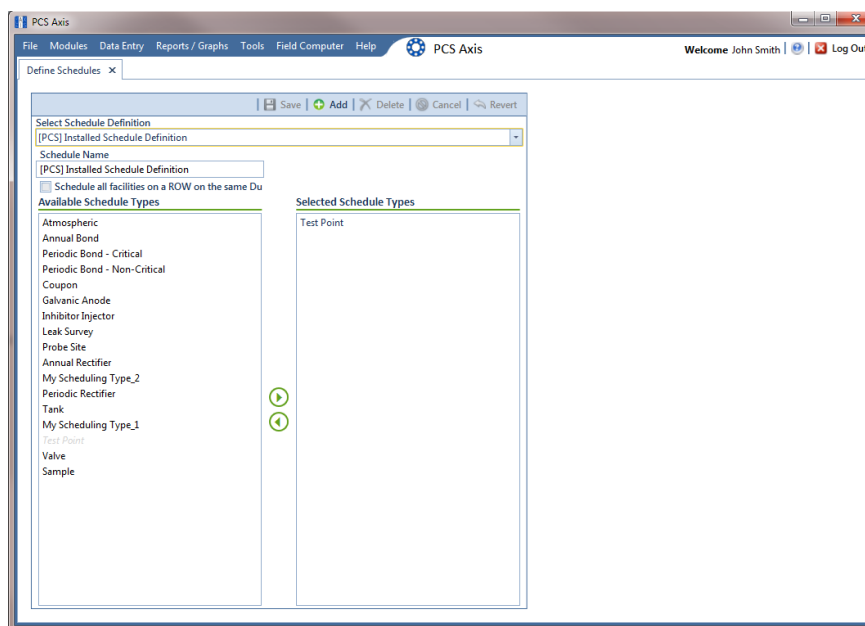 PCS Axis
File Modules Data Entry Reports / Graphs Tools Field Computer Help PCS Axis Welcome John Smith Log Out
Define Schedules X
Save Add Delete Cancel Revert
Select Schedule Definition
[PCS] Installed Schedule Definition
Schedule Name
[PCS] Installed Schedule Definition
Schedule all facilities on a ROW on the same Du
Available Schedule Types
Atmospheric
Annual Bond
Periodic Bond - Critical
Periodic Bond - Non-Critical
Coupon
Galvanic Anode
Inhibitor Injector
Leak Survey
Probe Site
Annual Rectifier
My Scheduling Type_2
Periodic Rectifier
Tank
My Scheduling Type_1
Test Point
Valve
Sample
Selected Schedule Types
Test Point